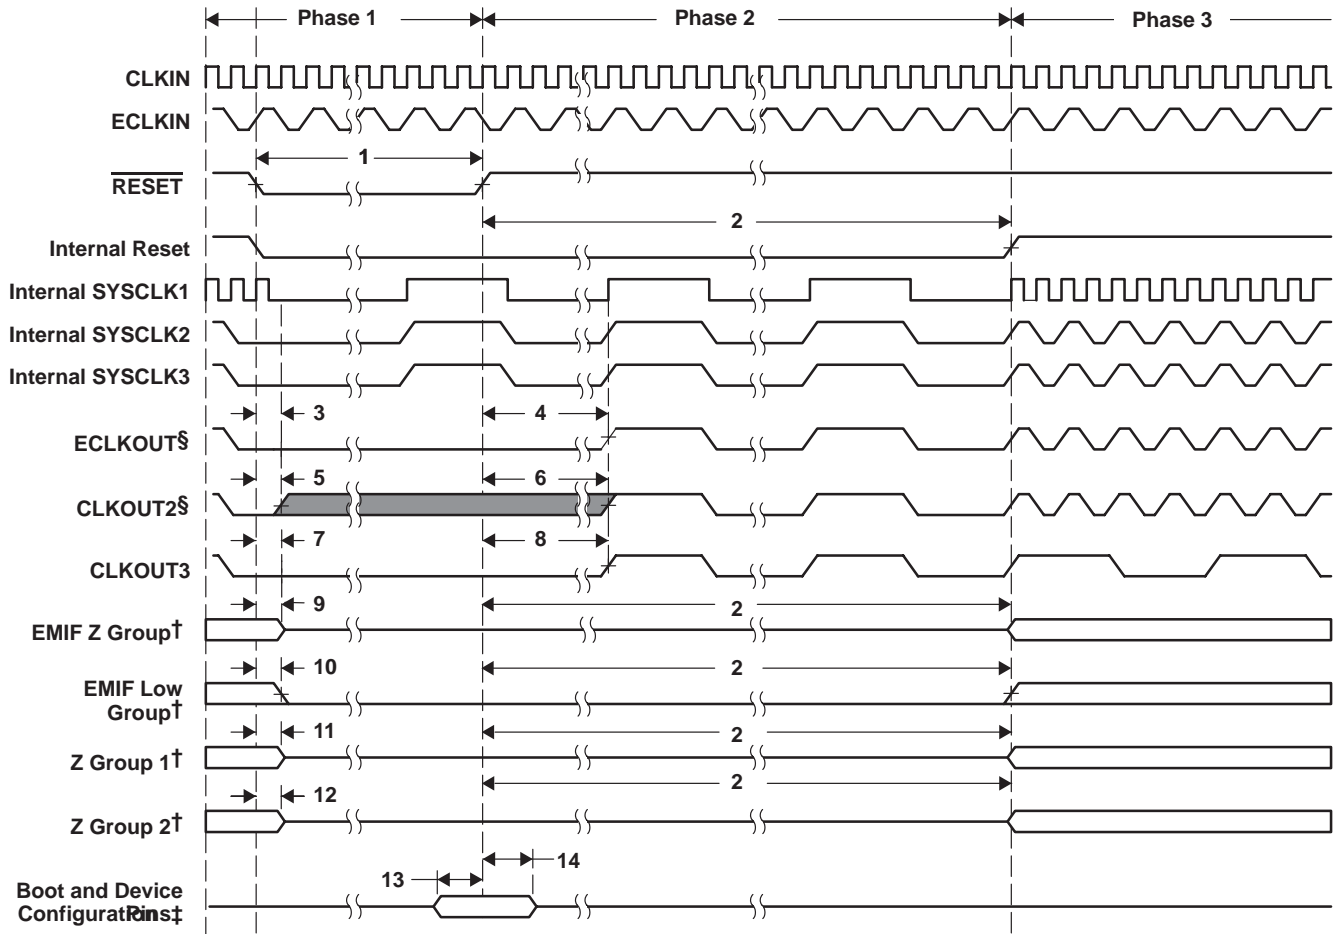 Phase 1 Phase 2 Phase 3
CLKIN
ECLKIN
1
RESET
2
Internal Reset
Internal SYSCLK1
Internal SYSCLK2
Internal SYSCLK3
3 4
ECLKOUT§
5 6
CLKOUT2§
7 8
CLKOUT3
9 2
EMIF Z Group†
10 2
EMIF Low
Group†
11 2
Z Group 1†
2
12
Z Group 2†
14
13
Boot and Device
Configuration Pins‡